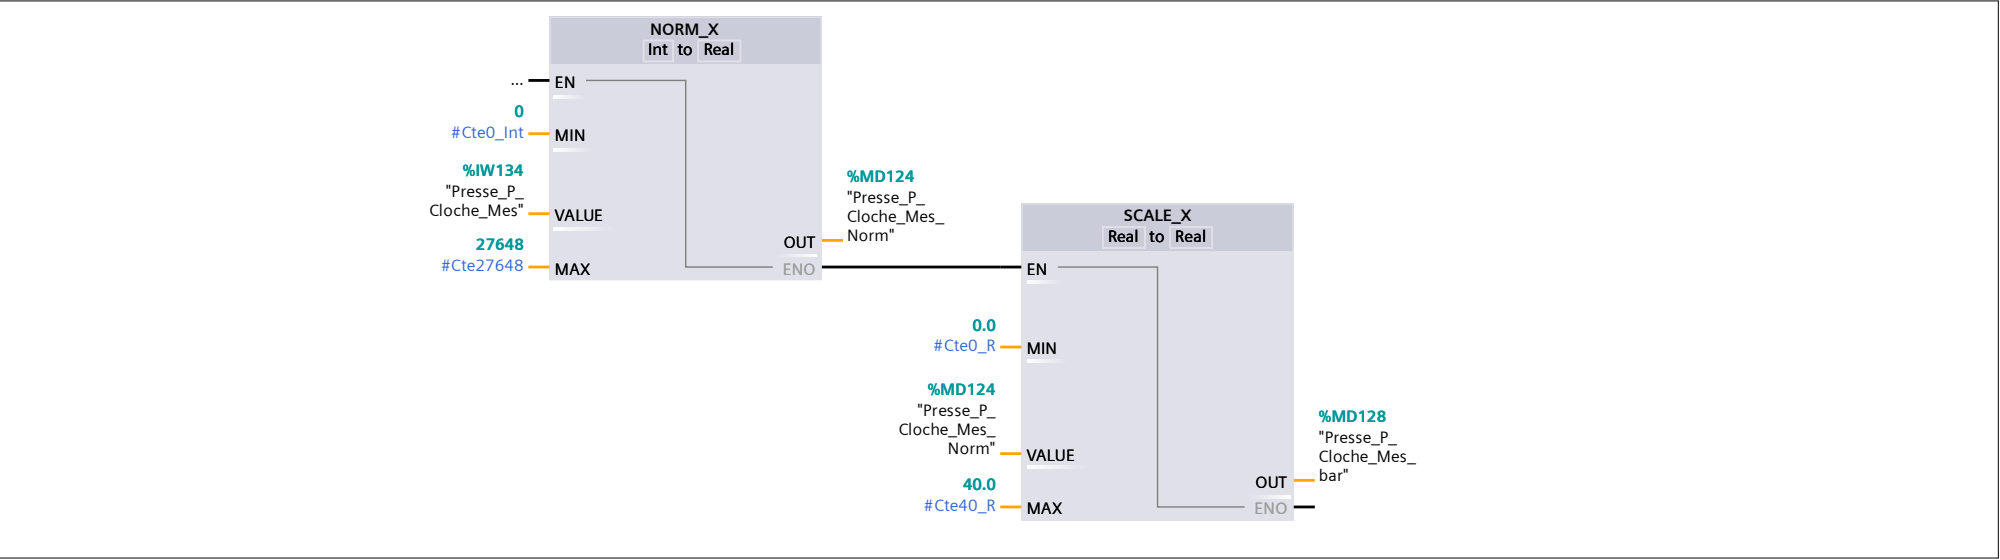 NORM_X
Int to Real
... EN
0
#Cte0_Int MIN
%IW134
"Presse_P_
Cloche_Mes" VALUE
27648
#Cte27648 MAX
%MD124
"Presse_P_
Cloche_Mes_
Norm"
OUT
ENO
SCALE_X
Real to Real
EN
0.0
#Cte0_R MIN
%MD124
"Presse_P_
Cloche_Mes_
Norm" VALUE
40.0
#Cte40_R MAX
%MD128
"Presse_P_
Cloche_Mes_
bar"
OUT
ENO